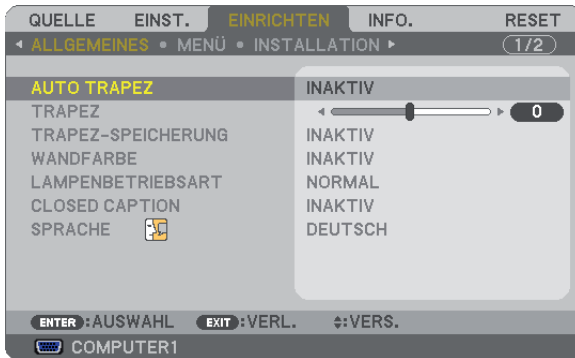 QUELLE EINST. EINRICHTEN INFO. RESET
ALLGEMEINES • MENÜ • INSTALLATION 1/2
AUTO TRAPEZ INAKTIV
TRAPEZ 0
TRAPEZ-SPEICHERUNG INAKTIV
WANDFARBE INAKTIV
LAMPENBETRIEBSART NORMAL
CLOSED CAPTION INAKTIV
SPRACHE DEUTSCH
ENTER :AUSWAHL EXIT :VERL. :VERS.
COMPUTER1